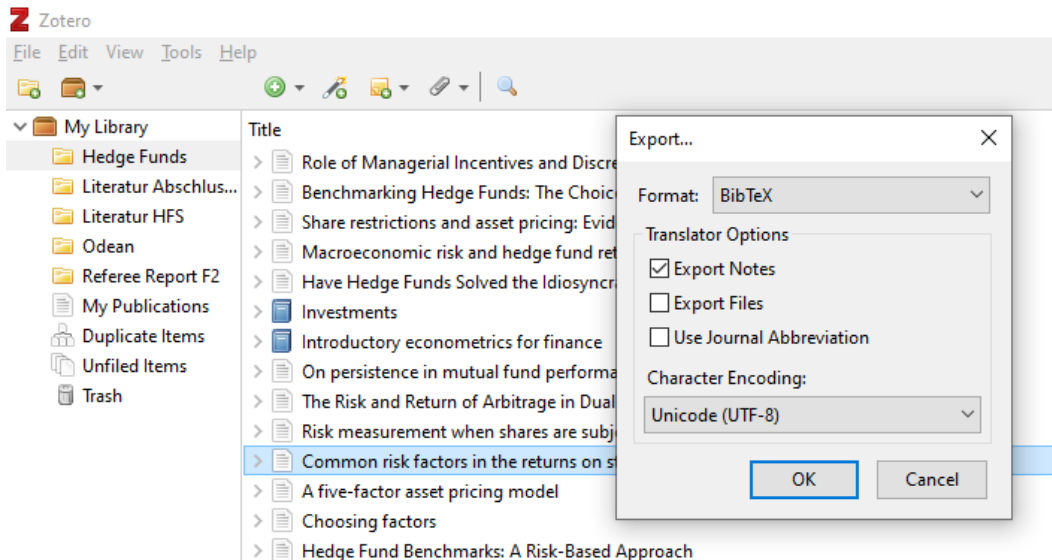 Zotero
File Edit View Tools Help
My Library
Hedge Funds
Literatur Abschlus...
Literatur HFS
Odean
Referee Report F2
My Publications
Duplicate Items
Unfiled Items
Trash
Title
Role of Managerial Incentives and Discre
Benchmarking Hedge Funds: The Choic
Share restrictions and asset pricing: Evid
Macroeconomic risk and hedge fund ret
Have Hedge Funds Solved the Idiosyncra
Investments
Introductory econometrics for finance
On persistence in mutual fund performa
The Risk and Return of Arbitrage in Dual
Risk measurement when shares are subj
Common risk factors in the returns on st
A five-factor asset pricing model
Choosing factors
Hedge Fund Benchmarks: A Risk-Based Approach
Export...
Format: BibTeX
Translator Options
Export Notes
Export Files
Use Journal Abbreviation
Character Encoding:
Unicode (UTF-8)
OK Cancel